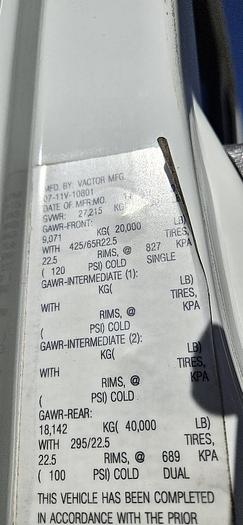 MFD. BY: VACTOR MFG.
07-11V-10801
DATE OF MFR:MO.
GVWR: 27,215 KG(
GAWR-FRONT: LB)
9,071 KG( 20,000 LB)
WITH 425/65R22.5 TIRES,
22.5 RIMS, @ 827 KPA
( 120 PSI) COLD SINGLE
GAWR-INTERMEDIATE (1):
KG( LB)
WITH TIRES,
RIMS, @ KPA
( PSI) COLD
GAWR-INTERMEDIATE (2):
KG( LB)
WITH TIRES,
RIMS, @ KPA
( PSI) COLD
GAWR-REAR:
18,142 KG( 40,000 LB)
WITH 295/22.5 TIRES,
22.5 RIMS, @ 689 KPA
( 100 PSI) COLD DUAL
THIS VEHICLE HAS BEEN COMPLETED
IN ACCORDANCE WITH THE PRIOR